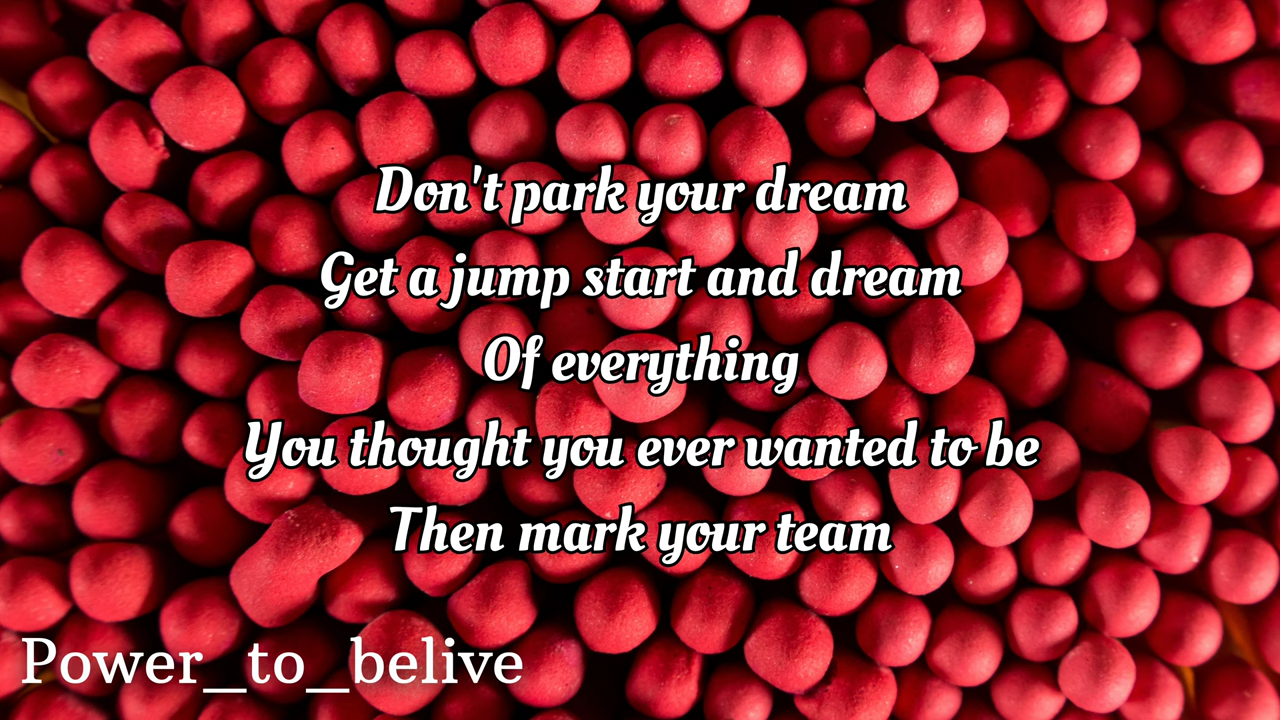 Don't park your dream
Get a jump start and dream
Of everything
You thought you ever wanted to be
Then mark your team
Power_to_belive